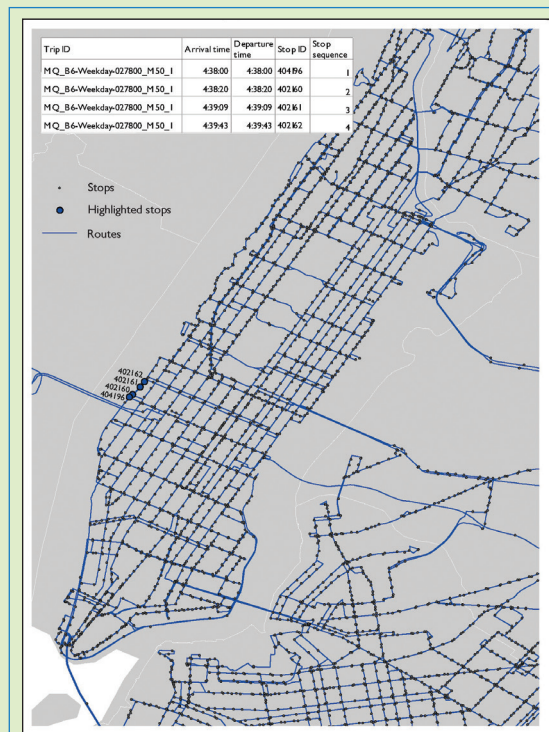 Trip ID Arrival time Departure time Stop ID Stop sequence
MQ_B6-Weekday-027800_M50_1 4:38:00 4:38:00 404196 1
MQ_B6-Weekday-027800_M50_1 4:38:20 4:38:20 402160 2
MQ_B6-Weekday-027800_M50_1 4:39:09 4:39:09 402161 3
MQ_B6-Weekday-027800_M50_1 4:39:43 4:39:43 402162 4
Stops
Highlighted stops
Routes
402162
402161
402160
404196